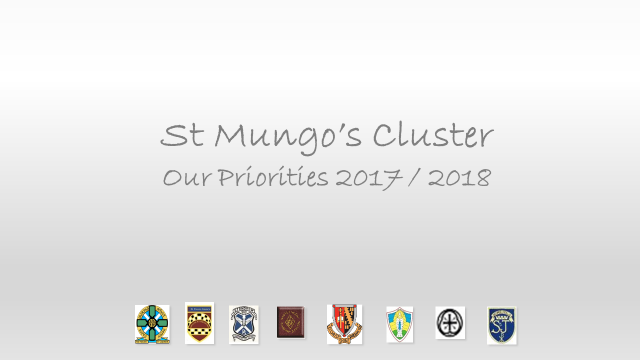 St Mungo's Cluster
Our Priorities 2017 / 2018